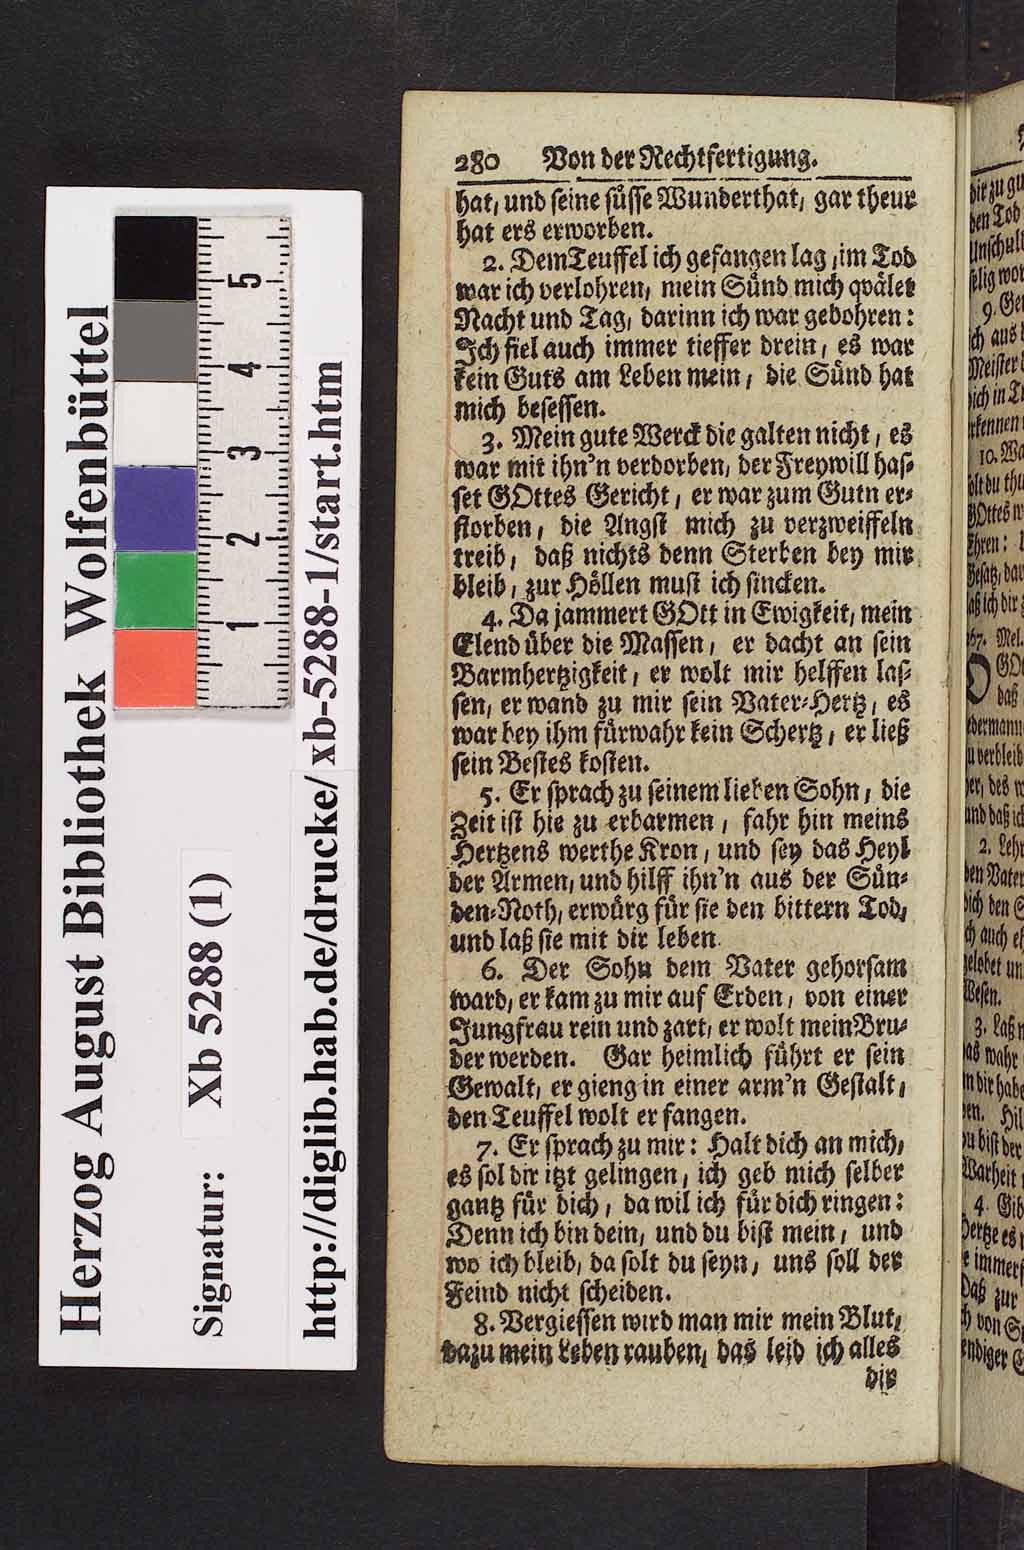 Herzog August Bibliothek Wolfenbüttel
Signatur: Xb 5288 (1)
http://diglib.hab.de/drucke/xb-5288-1/start.htm
5
4
3
2
1
280 Von der Rechtfertigung.
hat, und seine süsse Wunderthat, gar theur
hat ers erworben.
2. Dem Teuffel ich gefangen lag, im Tod
war ich verlohren, mein Sünd mich qvälet
Nacht und Tag, darinn ich war gebohren:
Ich fiel auch immer tieffer drein, es war
kein Guts am Leben mein, die Sünd hat
mich besessen.
3. Mein gute Werck die galten nicht, es
war mit ihn'n verdorben, der Freywill has-
set GOttes Gericht, er war zum Gutn er-
storben, die Angst mich zu verzweiffeln
treib, daß nichts denn Sterben bey mir
bleib, zur Höllen must ich sincken.
4. Da jammert GOtt in Ewigkeit, mein
Elend über die Massen, er dacht an sein
Barmhertzigkeit, er wolt mir helffen las-
sen, er wand zu mir sein Vater-Hertz, es
war bey ihm fürwahr kein Schertz, er ließ
sein Bestes kosten.
5. Er sprach zu seinem lieben Sohn, die
Zeit ist hie zu erbarmen, fahr hin meins
Hertzens werthe Kron, und sey das Heyl
der Armen, und hilff ihn'n aus der Sün-
den-Noth, erwürg für sie den bittern Tod,
und laß sie mit dir leben.
6. Der Sohn dem Vater gehorsam
ward, er kam zu mir auf Erden, von einer
Jungfrau rein und zart, er wolt mein Bru-
der werden. Gar heimlich führt er sein
Gewalt, er gieng in einer arm'n Gestalt,
den Teuffel wolt er fangen.
7. Er sprach zu mir: Halt dich an mich,
es sol dir itzt gelingen, ich geb mich selber
gantz für dich, da wil ich für dich ringen:
Denn ich bin dein, und du bist mein, und
wo ich bleib, da solt du seyn, uns soll der
Feind nicht scheiden.
8. Vergiessen wird man mir mein Blut,
dazu mein Leben rauben, das leid ich alles
dir